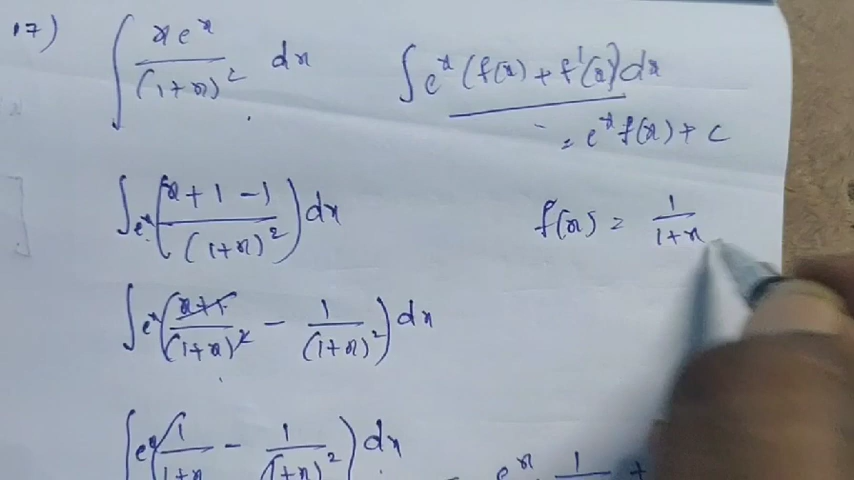 17) ∫ x e^x / (1+x)^2 dx
∫ e^x (f(x) + f'(x)) dx
= e^x f(x) + c
∫ e^x ( x+1-1 / (1+x)^2 ) dx
f(x) = 1 / 1+x
∫ e^x ( x+1 / (1+x)^2 - 1 / (1+x)^2 ) dx
∫ e^x ( 1 / 1+x - 1 / (1+x)^2 ) dx
= e^x 1 +